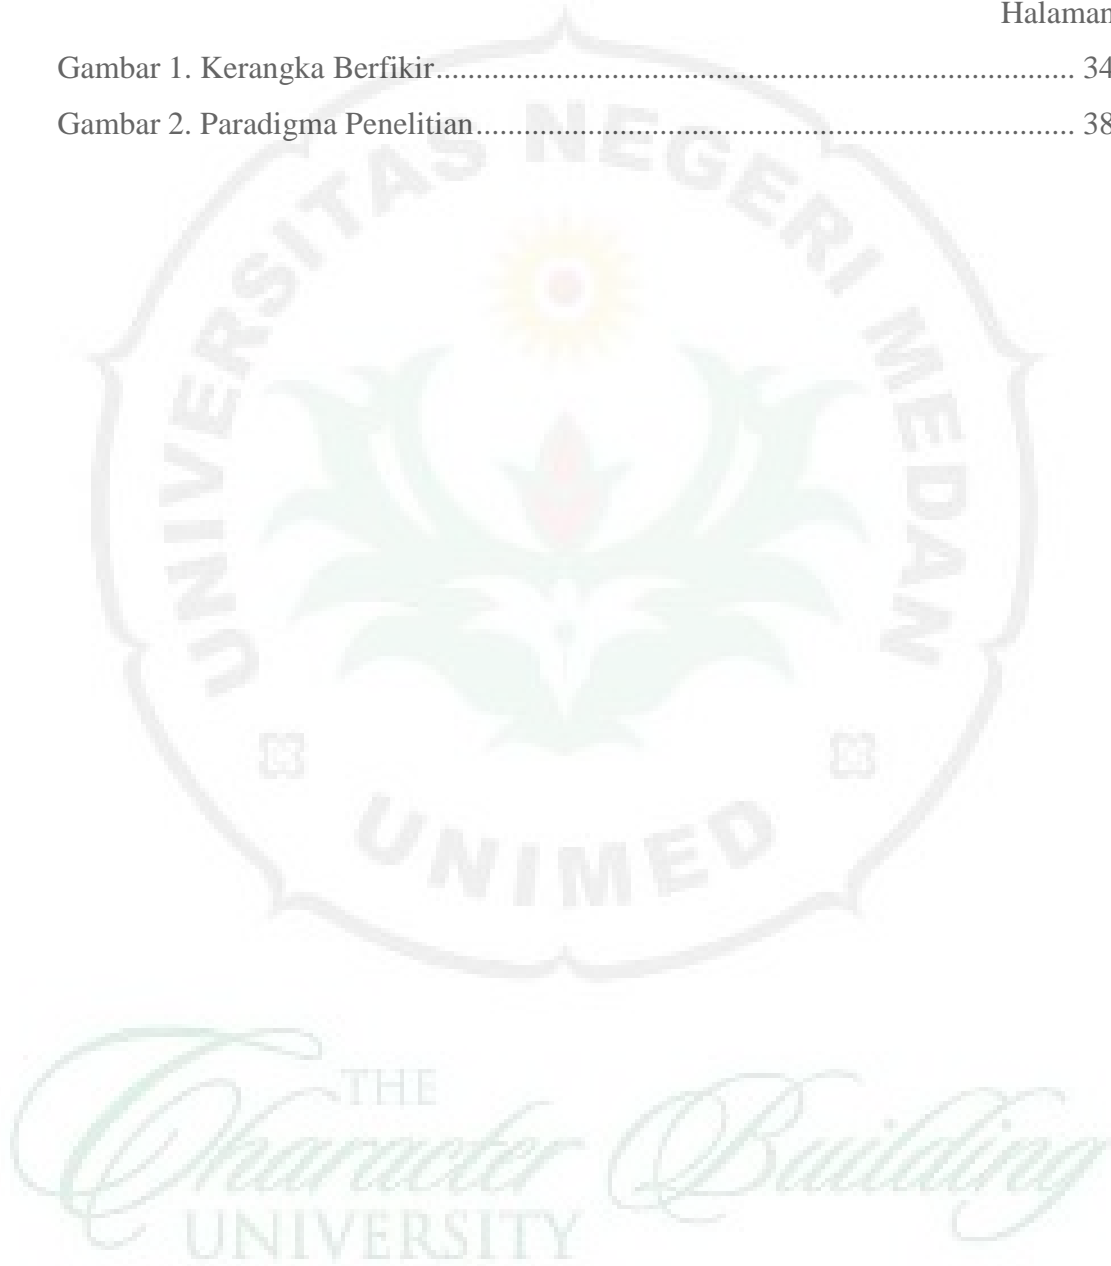 Halaman
Gambar 1. Kerangka Berfikir............................................................................... 34
Gambar 2. Paradigma Penelitian.......................................................................... 38
UNIVERSITAS NEGERI MEDAN
UNIMED
THE
Character Building
UNIVERSITY